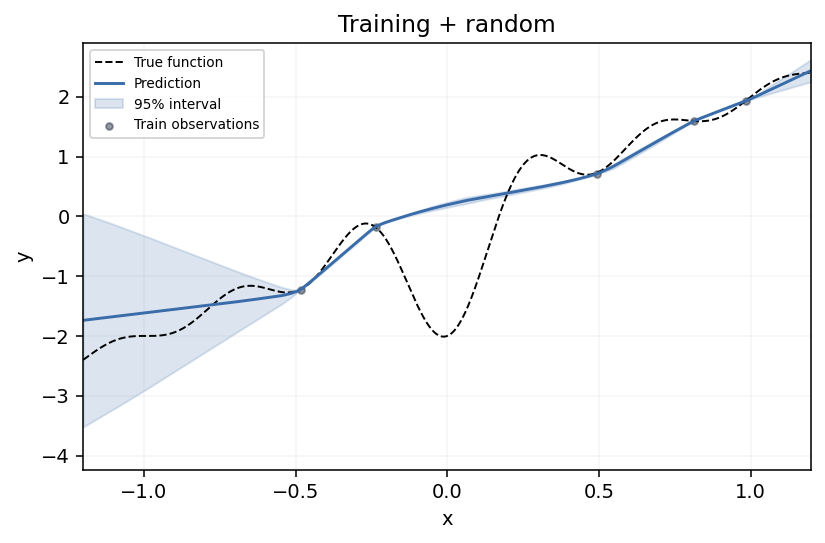 Training + random
True function
Prediction
95% interval
Train observations
y
2
1
0
−1
−2
−3
−4
−1.0 −0.5 0.0 0.5 1.0
x